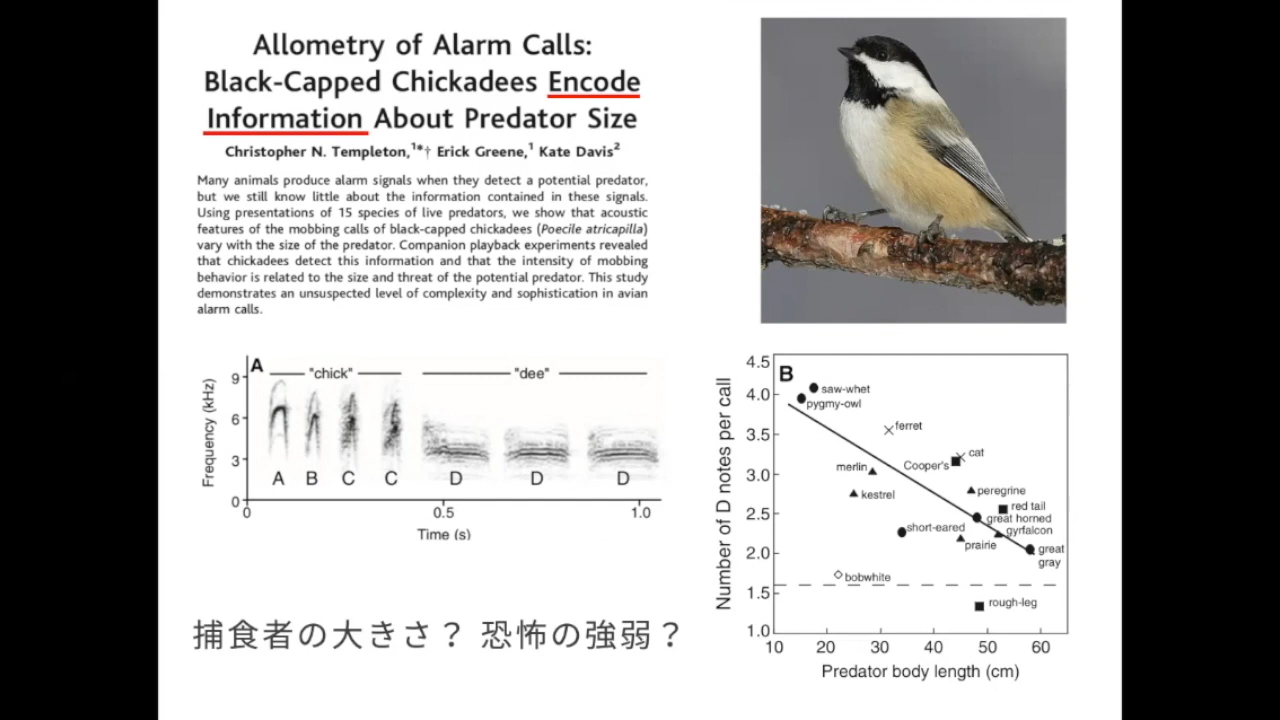 Allometry of Alarm Calls:
Black-Capped Chickadees Encode
Information About Predator Size
Christopher N. Templeton,¹*† Erick Greene,¹ Kate Davis²
Many animals produce alarm signals when they detect a potential predator,
but we still know little about the information contained in these signals.
Using presentations of 15 species of live predators, we show that acoustic
features of the mobbing calls of black-capped chickadees (Poecile atricapilla)
vary with the size of the predator. Companion playback experiments revealed
that chickadees detect this information and that the intensity of mobbing
behavior is related to the size and threat of the potential predator. This study
demonstrates an unsuspected level of complexity and sophistication in avian
alarm calls.
A
"chick"
"dee"
Frequency (kHz)
9
6
3
0
A B C C D D D
0 0.5 1.0
Time (s)
B
Number of D notes per call
4.5
4.0
3.5
3.0
2.5
2.0
1.5
1.0
saw-whet
pygmy-owl
ferret
cat
Cooper's
merlin
kestrel
peregrine
red tail
great horned
gyrfalcon
short-eared
prairie
great
gray
bobwhite
rough-leg
10 20 30 40 50 60
Predator body length (cm)
捕食者の大きさ？ 恐怖の強弱？